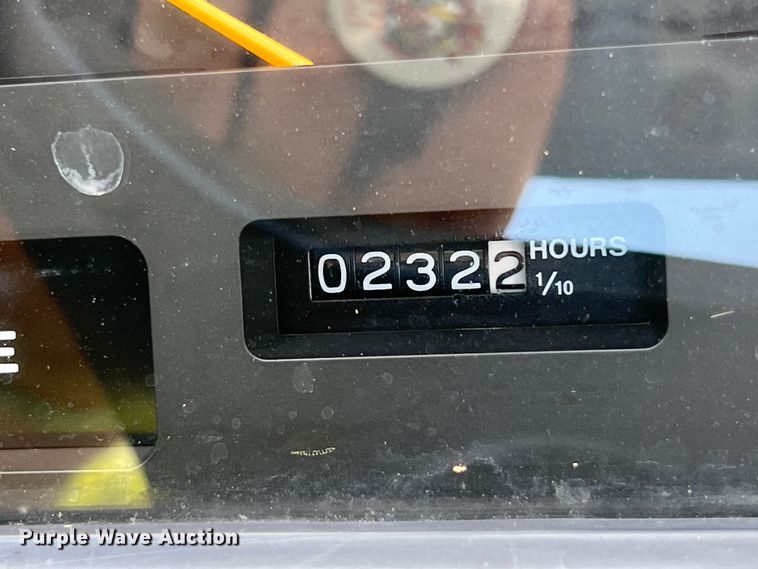 02322 HOURS
1/10
E
Purple Wave Auction